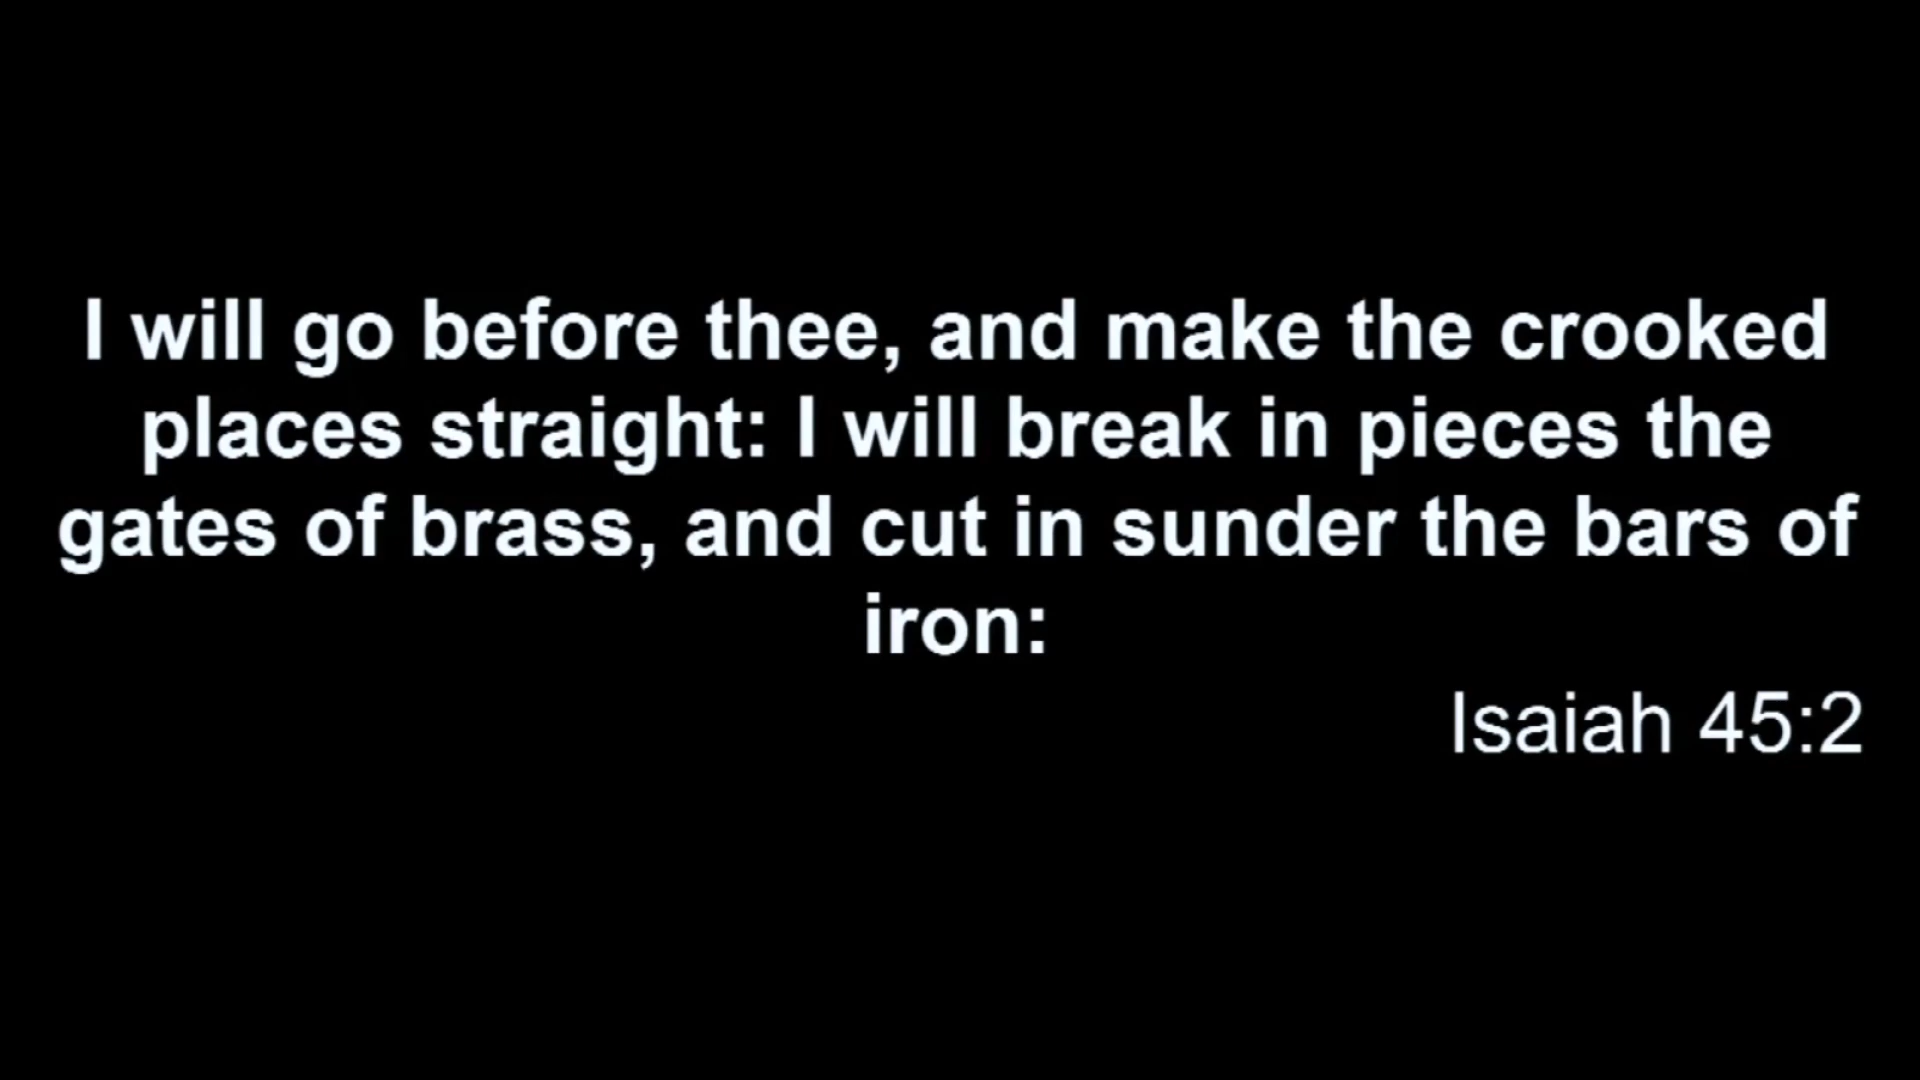 I will go before thee, and make the crooked
places straight: I will break in pieces the
gates of brass, and cut in sunder the bars of
iron:
Isaiah 45:2